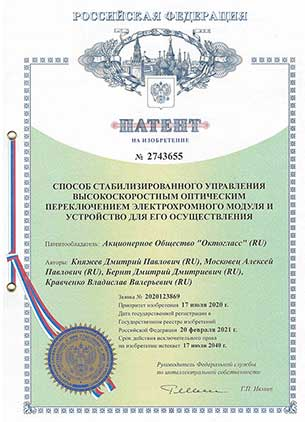 РОССИЙСКАЯ ФЕДЕРАЦИЯ
ПАТЕНТ
НА ИЗОБРЕТЕНИЕ
№ 2743655
СПОСОБ СТАБИЛИЗИРОВАННОГО УПРАВЛЕНИЯ
ВЫСОКОСКОРОСТНЫМ ОПТИЧЕСКИМ
ПЕРЕКЛЮЧЕНИЕМ ЭЛЕКТРОХРОМНОГО МОДУЛЯ И
УСТРОЙСТВО ДЛЯ ЕГО ОСУЩЕСТВЛЕНИЯ
Патентообладатель: Акционерное Общество "Октогласс" (RU)
Авторы: Княжев Дмитрий Павлович (RU), Московец Алексей
Павлович (RU), Бернт Дмитрий Дмитриевич (RU),
Кравченко Владислав Валерьевич (RU)
Заявка № 2020123869
Приоритет изобретения 17 июля 2020 г.
Дата государственной регистрации в
Государственном реестре изобретений
Российской Федерации 20 февраля 2021 г.
Срок действия исключительного права
на изобретение истекает 17 июля 2040 г.
Руководитель Федеральной службы
по интеллектуальной собственности
Г.П. Ивлиев